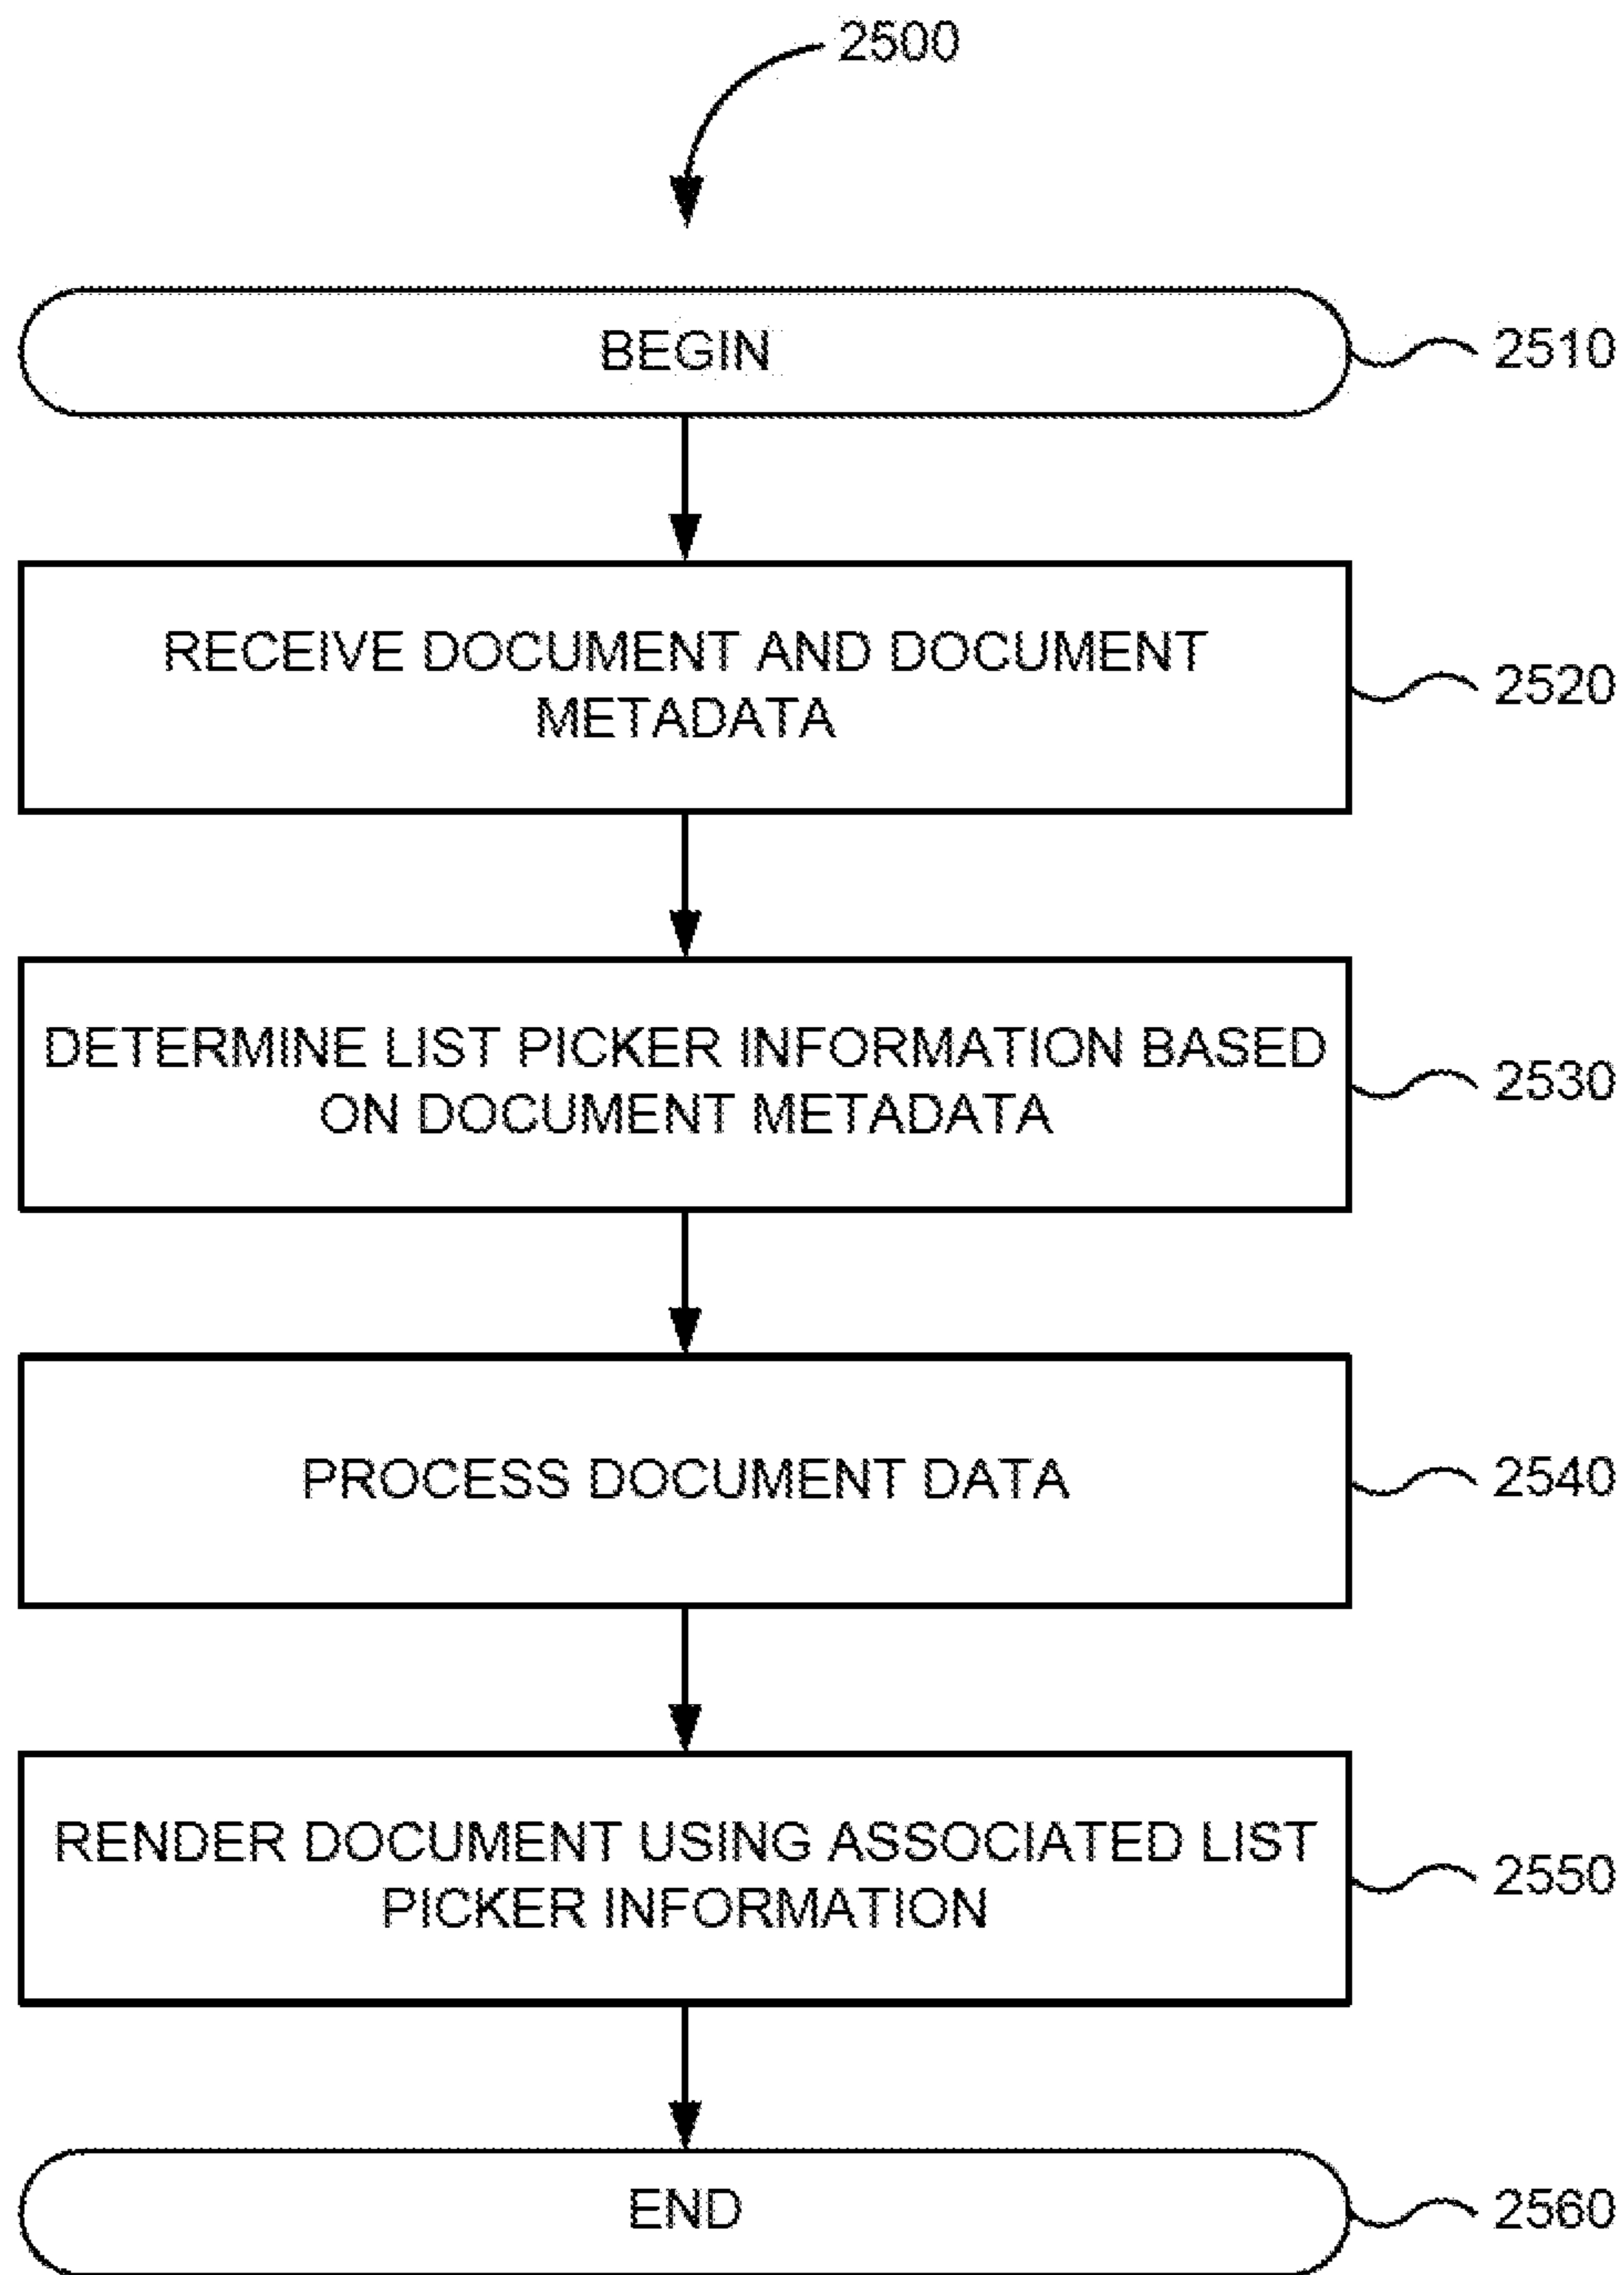 2500
BEGIN
2510
RECEIVE DOCUMENT AND DOCUMENT
METADATA
2520
DETERMINE LIST PICKER INFORMATION BASED
ON DOCUMENT METADATA
2530
PROCESS DOCUMENT DATA
2540
RENDER DOCUMENT USING ASSOCIATED LIST
PICKER INFORMATION
2550
END
2560